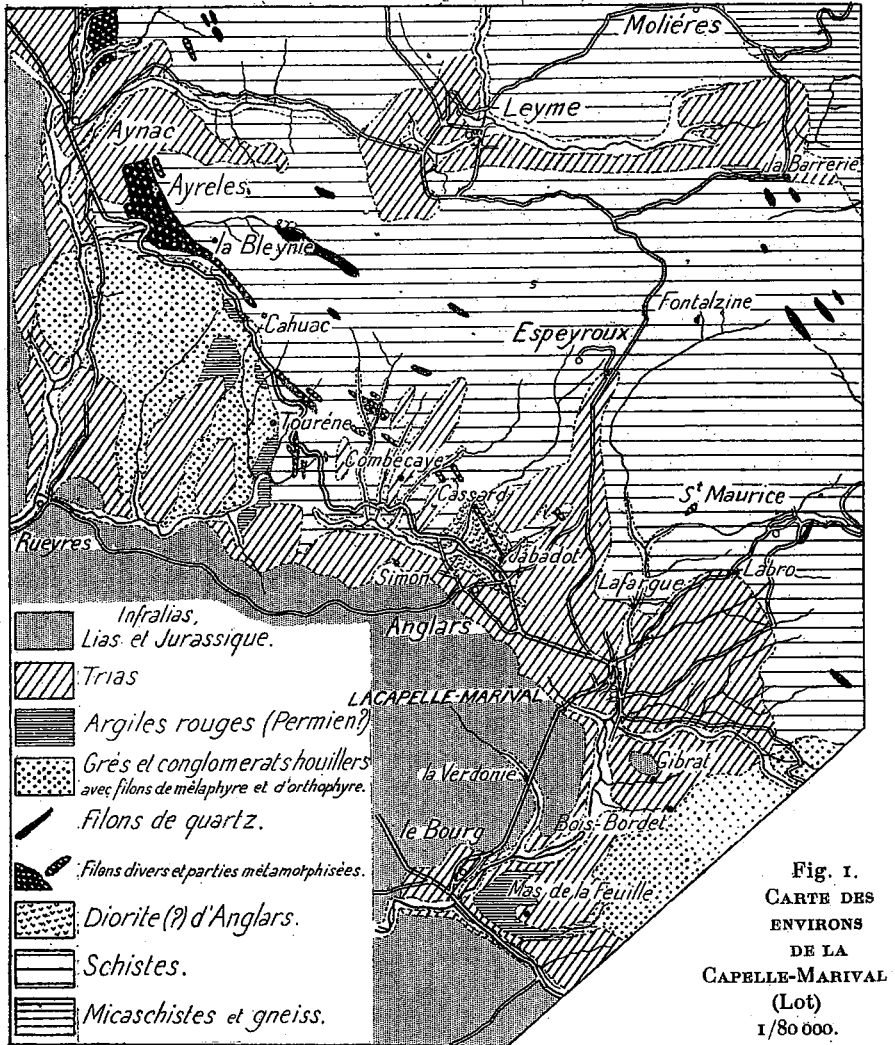 Moliéres
Leyme
Aynac
la Barrerie
Ayreles
la Bleynie
Fontalzine
Cahuac
Espeyroux
Touréne
Combecave
Cassard
St Maurice
Rueyres
Jabadot
Labro
Simon
Lafargue
Anglars
Infralias,
Lias et Jurassique.
LACAPELLE-MARIVAL
Trias
Argiles rouges (Permien?)
Gibrat
la Verdonie
Grés et conglomerats houillers
avec filons de mélaphyre et d'orthophyre.
Bois-Bordet
le Bourg
Filons de quartz.
Mas de la Feuille
Filons divers et parties métamorphisées.
Diorite (?) d'Anglars.
Schistes.
Micaschistes et gneiss.
Fig. 1.
CARTE DES
ENVIRONS
DE LA
CAPELLE-MARIVAL
(Lot)
1/80 000.